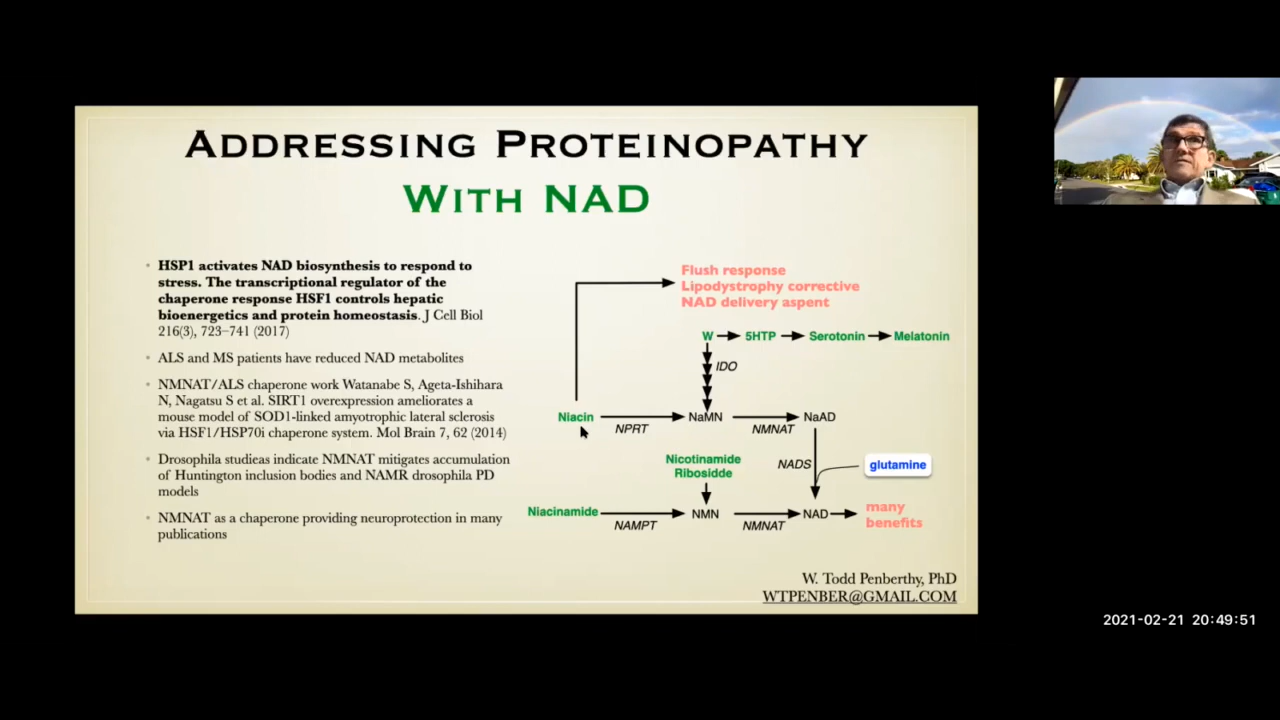 ADDRESSING PROTEINOPATHY
WITH NAD
• HSP1 activates NAD biosynthesis to respond to
stress. The transcriptional regulator of the
chaperone response HSF1 controls hepatic
bioenergetics and protein homeostasis. J Cell Biol
216(3), 723–741 (2017)
• ALS and MS patients have reduced NAD metabolites
• NMNAT/ALS chaperone work Watanabe S, Ageta-Ishihara
N, Nagatsu S et al. SIRT1 overexpression ameliorates a
mouse model of SOD1-linked amyotrophic lateral sclerosis
via HSF1/HSP70i chaperone system. Mol Brain 7, 62 (2014)
• Drosophila studieas indicate NMNAT mitigates accumulation
of Huntington inclusion bodies and NAMR drosophila PD
models
• NMNAT as a chaperone providing neuroprotection in many
publications
Flush response
Lipodystrophy corrective
NAD delivery aspent
W 5HTP Serotonin Melatonin
IDO
Niacin NaMN NaAD
NPRT NMNAT
Nicotinamide
Ribosidde
NADS glutamine
Niacinamide NMN NAD many
benefits
NAMPT NMNAT
W. Todd Penberthy, PhD
WTPENBER@GMAIL.COM
2021-02-21 20:49:51